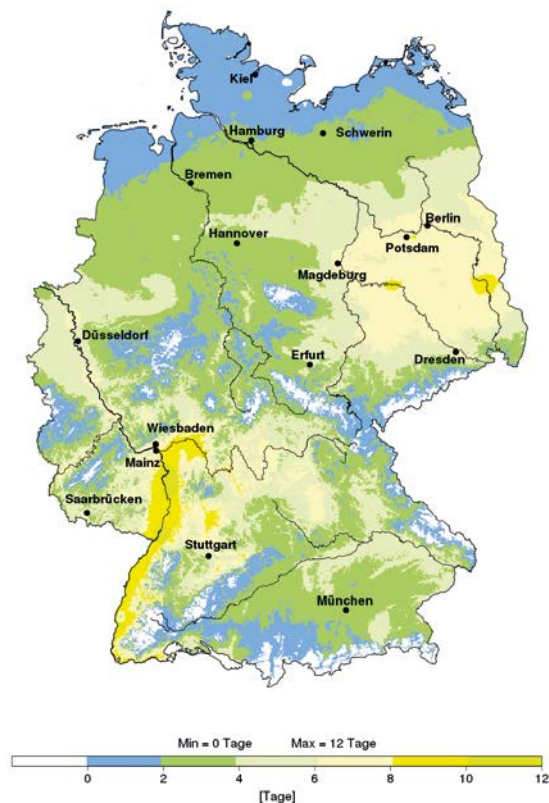 Kiel
Hamburg
Schwerin
Bremen
Berlin
Hannover
Potsdam
Magdeburg
Düsseldorf
Erfurt
Dresden
Wiesbaden
Mainz
Saarbrücken
Stuttgart
München
Min = 0 Tage Max = 12 Tage
0 2 4 6 8 10 12
[Tage]